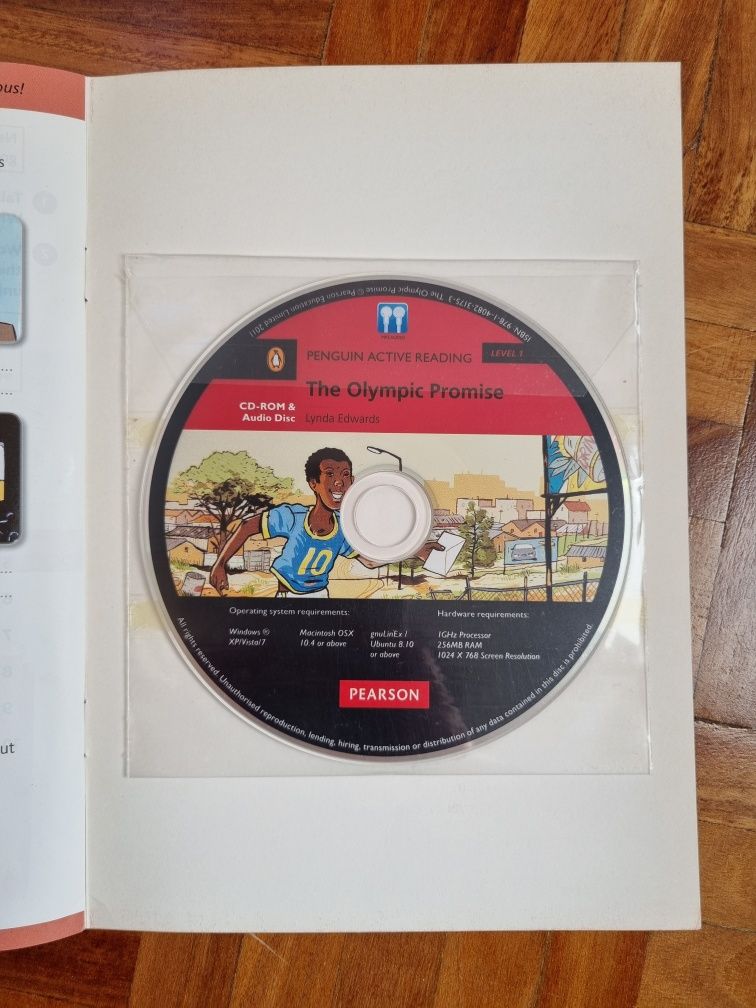 ous!
s
ut
ISBN: 978-1-4082-3175-3 The Olympic Promise © Pearson Education Limited 2011
PENGUIN ACTIVE READING
LEVEL 1
The Olympic Promise
CD-ROM &
Audio Disc
Lynda Edwards
10
Operating system requirements:
Windows ®
XP/Vista/7
Macintosh OSX
10.4 or above
gnuLinEx /
Ubuntu 8.10
or above
Hardware requirements:
1GHz Processor
256MB RAM
1024 X 768 Screen Resolution
PEARSON
All rights reserved. Unauthorised reproduction, lending, hiring, transmission or distribution of any data contained in this disc is prohibited.